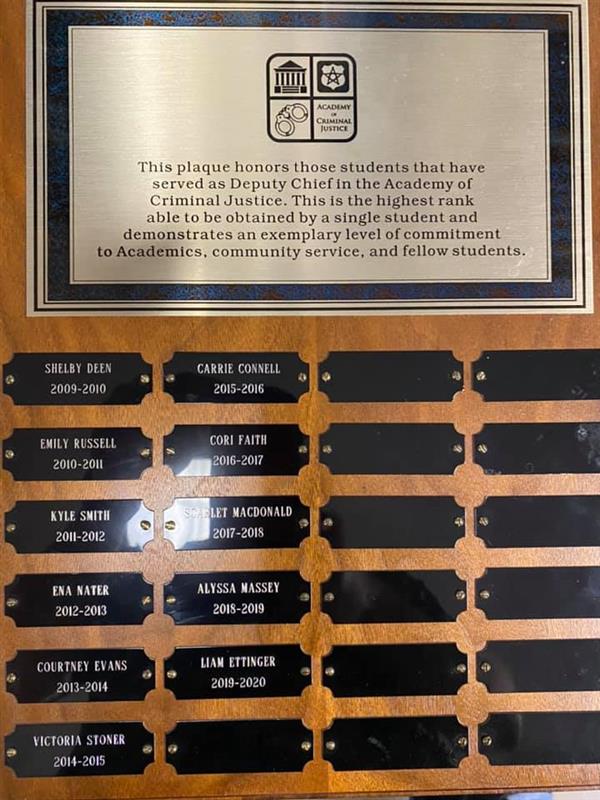 ACADEMY
OF
CRIMINAL
JUSTICE
This plaque honors those students that have
served as Deputy Chief in the Academy of
Criminal Justice. This is the highest rank
able to be obtained by a single student and
demonstrates an exemplary level of commitment
to Academics, community service, and fellow students.
SHELBY DEEN
2009-2010
EMILY RUSSELL
2010-2011
KYLE SMITH
2011-2012
ENA NATER
2012-2013
COURTNEY EVANS
2013-2014
VICTORIA STONER
2014-2015
CARRIE CONNELL
2015-2016
CORI FAITH
2016-2017
MACDONALD
2017-2018
ALYSSA MASSEY
2018-2019
LIAM ETTINGER
2019-2020